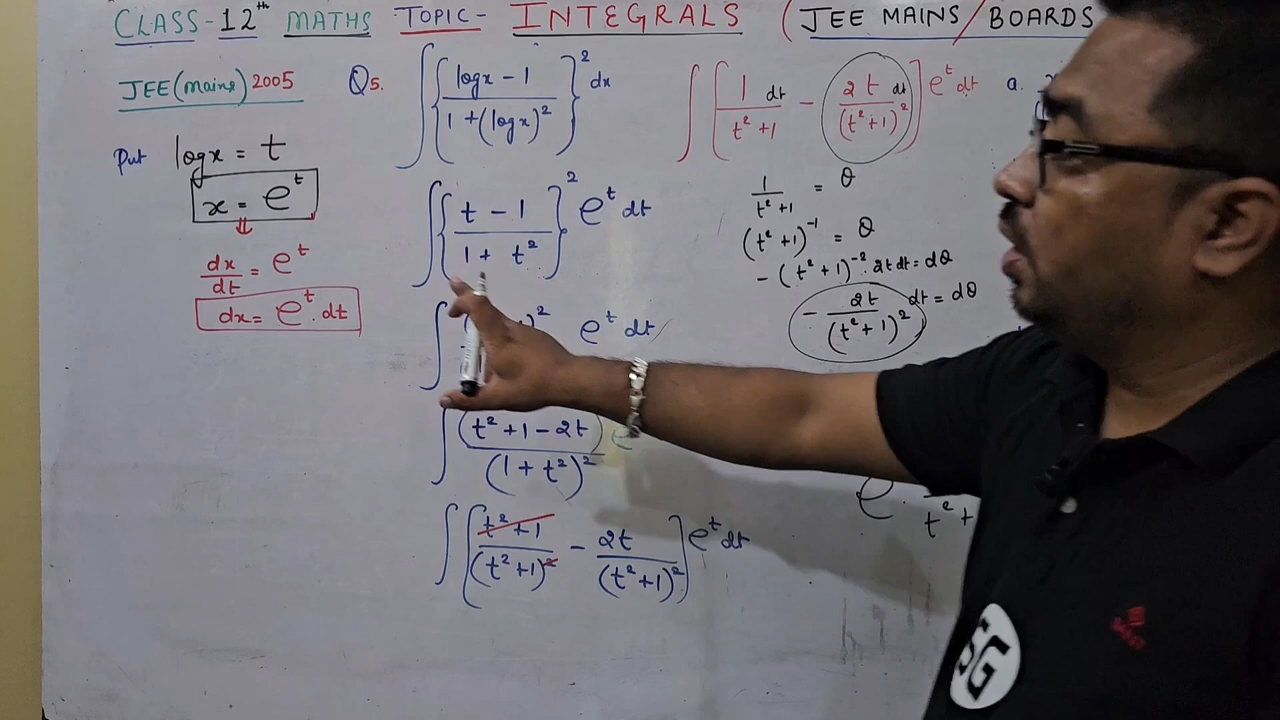 CLASS-12th MATHS TOPIC- INTEGRALS (JEE MAINS/BOARDS
JEE (mains) 2005
Q5. ∫{(logx - 1)/(1 + (logx)²)}² dx
Put logx = t
x = e^t
⇓
dx/dt = e^t
dx = e^t. dt
∫{(t - 1)/(1 + t²)}² e^t dt
)² e^t dt
∫ (t² + 1 - 2t)/(1 + t²)²
∫[(t² + 1)/(t² + 1)² - 2t/(t² + 1)²] e^t dt
∫[1 dt/(t² + 1) - 2t dt/(t² + 1)²] e^t dt
a.
1/(t² + 1) = θ
(t² + 1)^-1 = θ
-(t² + 1)^-2 . 2t dt = dθ
- 2t/(t² + 1)² dt = dθ
e. t² +
SG